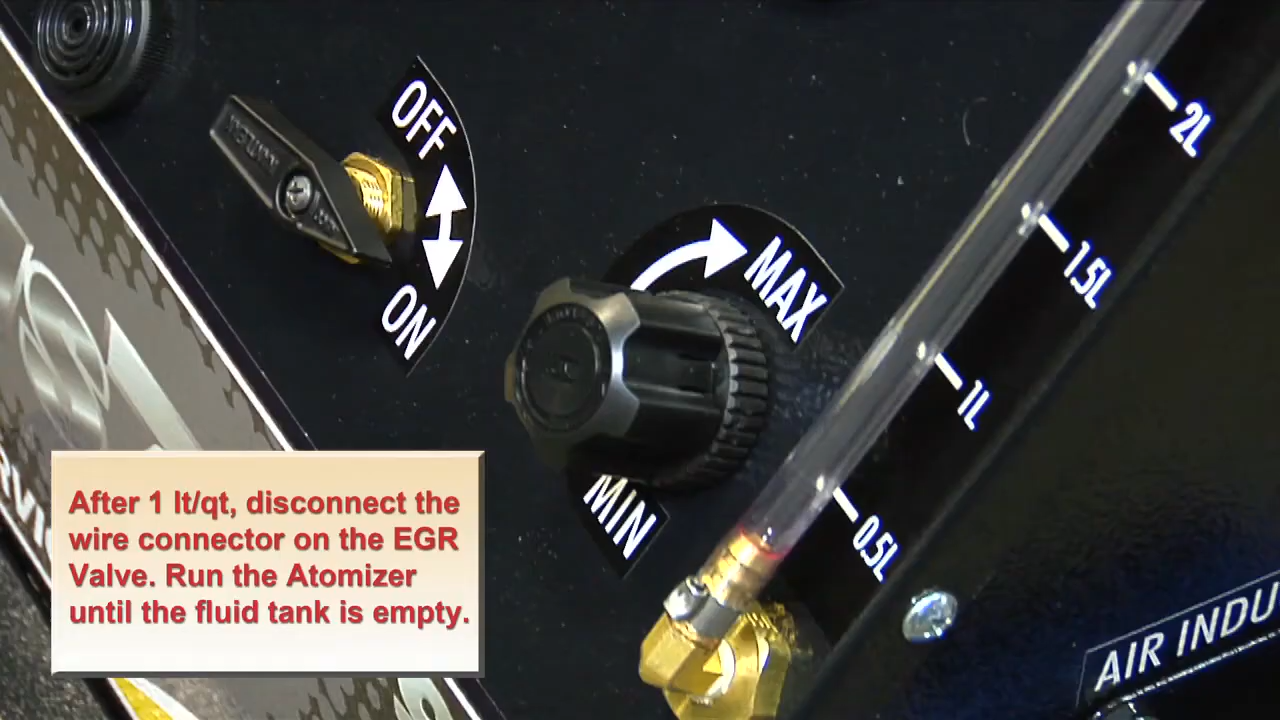 OFF
ON
MAX
MIN
2L
1.5L
1L
0.5L
AIR INDU
After 1 lt/qt, disconnect the
wire connector on the EGR
Valve. Run the Atomizer
until the fluid tank is empty.